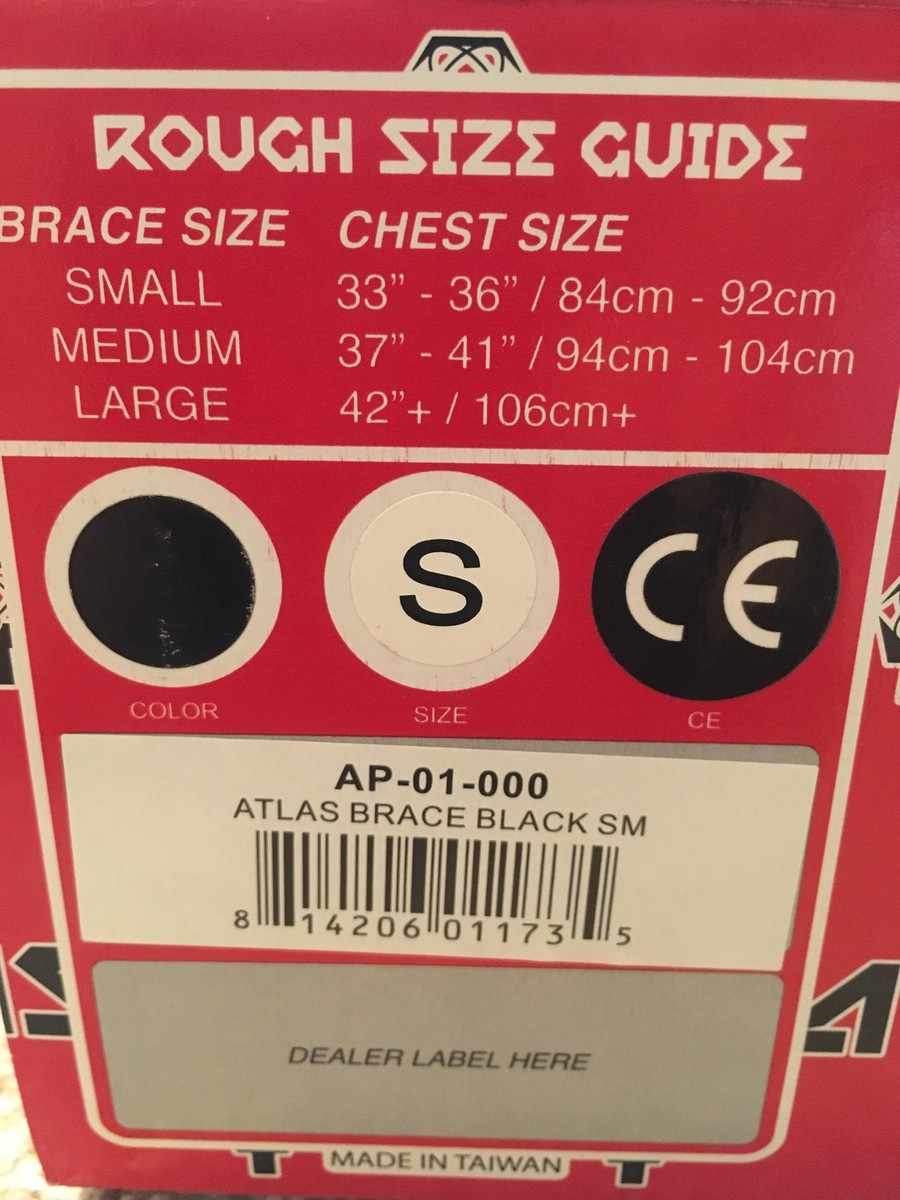 ROUGH SIZE GUIDE
BRACE SIZE CHEST SIZE
SMALL 33” - 36” / 84cm - 92cm
MEDIUM 37” - 41” / 94cm - 104cm
LARGE 42”+ / 106cm+
S CE
COLOR SIZE CE
AP-01-000
ATLAS BRACE BLACK SM
8 14206 01173 5
DEALER LABEL HERE
MADE IN TAIWAN